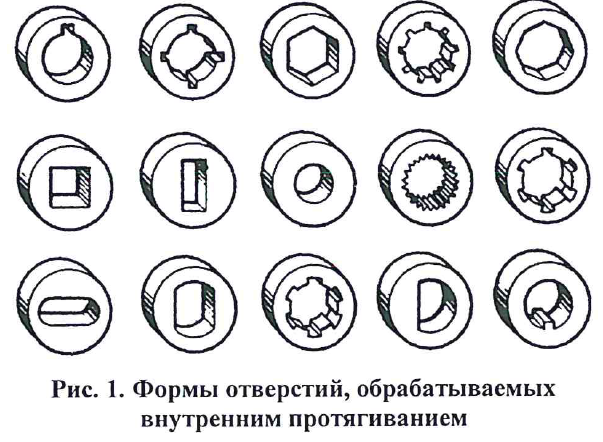 Рис. 1. Формы отверстий, обрабатываемых
внутренним протягиванием